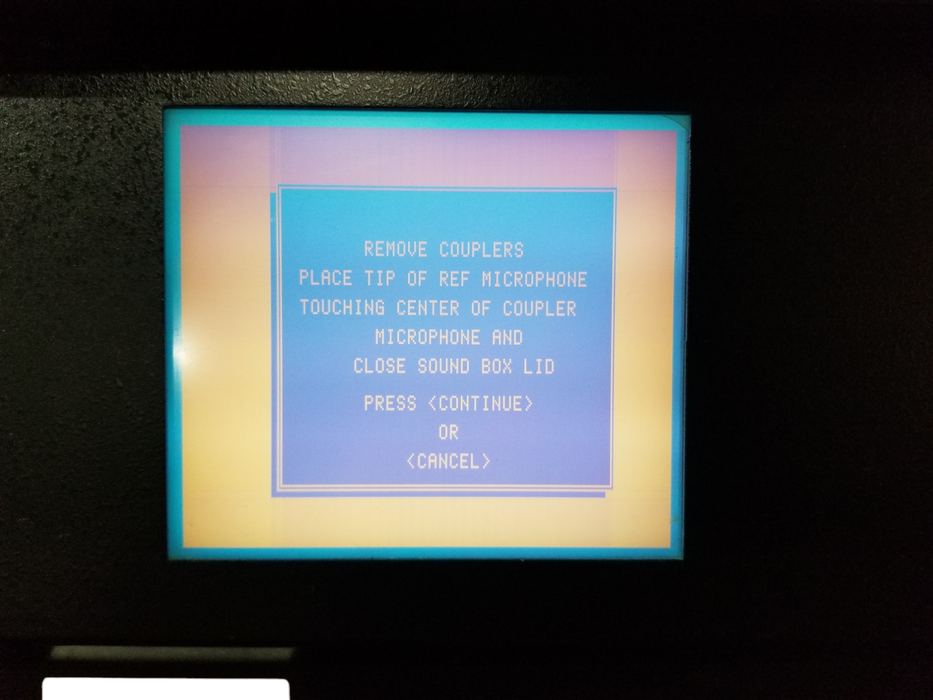 REMOVE COUPLERS
PLACE TIP OF REF MICROPHONE
TOUCHING CENTER OF COUPLER
MICROPHONE AND
CLOSE SOUND BOX LID
PRESS <CONTINUE>
OR
<CANCEL>